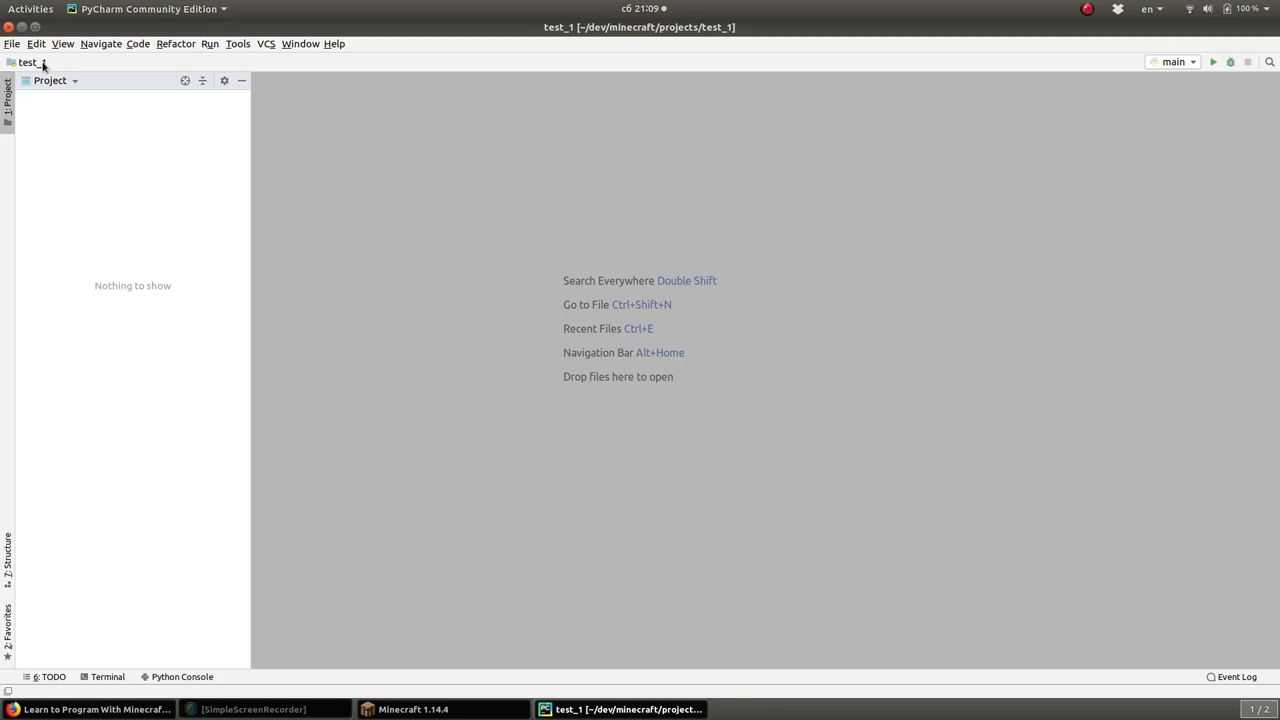 Activities PyCharm Community Edition сб 21:09 en 100 %
test_1 [~/dev/minecraft/projects/test_1]
File Edit View Navigate Code Refactor Run Tools VCS Window Help
test_1 main
Project
1: Project
Nothing to show
Search Everywhere Double Shift
Go to File Ctrl+Shift+N
Recent Files Ctrl+E
Navigation Bar Alt+Home
Drop files here to open
7: Structure
2: Favorites
6: TODO Terminal Python Console Event Log
Learn to Program With Minecraf... [SimpleScreenRecorder] Minecraft 1.14.4 test_1 [~/dev/minecraft/project... 1 / 2